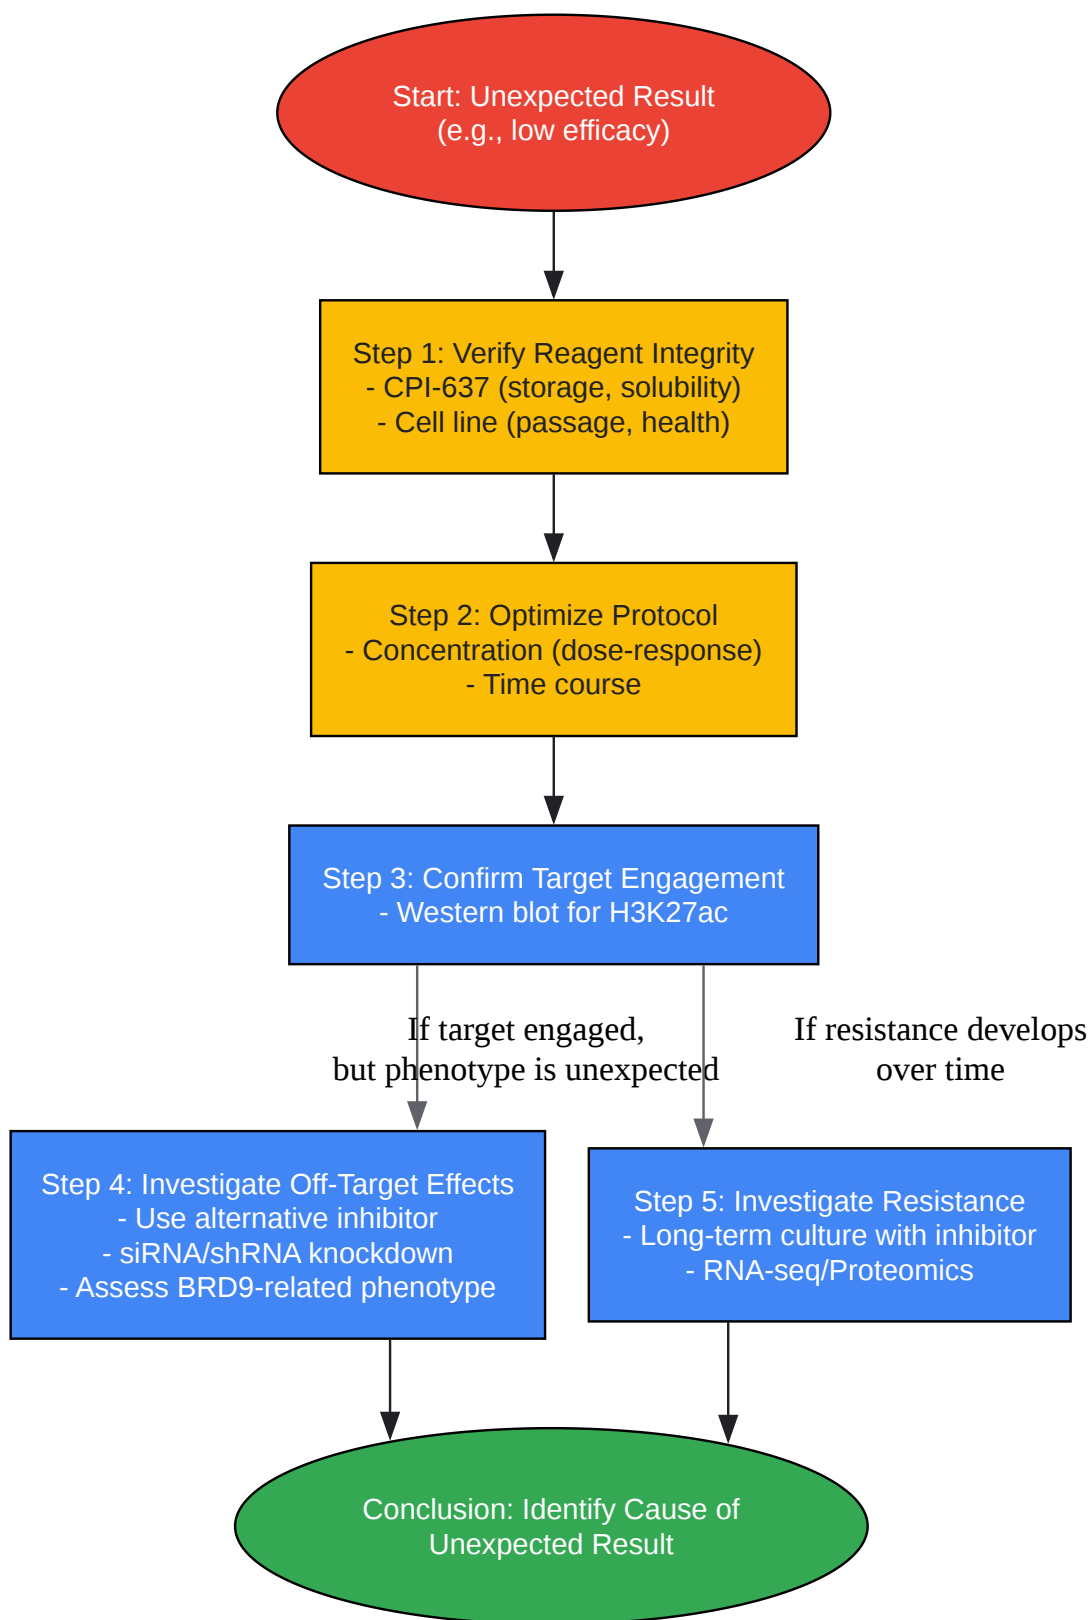 Start: Unexpected Result
(e.g., low efficacy)
Step 1: Verify Reagent Integrity
- CPI-637 (storage, solubility)
- Cell line (passage, health)
Step 2: Optimize Protocol
- Concentration (dose-response)
- Time course
Step 3: Confirm Target Engagement
- Western blot for H3K27ac
If target engaged,
but phenotype is unexpected
If resistance develops
over time
Step 4: Investigate Off-Target Effects
- Use alternative inhibitor
- siRNA/shRNA knockdown
- Assess BRD9-related phenotype
Step 5: Investigate Resistance
- Long-term culture with inhibitor
- RNA-seq/Proteomics
Conclusion: Identify Cause of
Unexpected Result